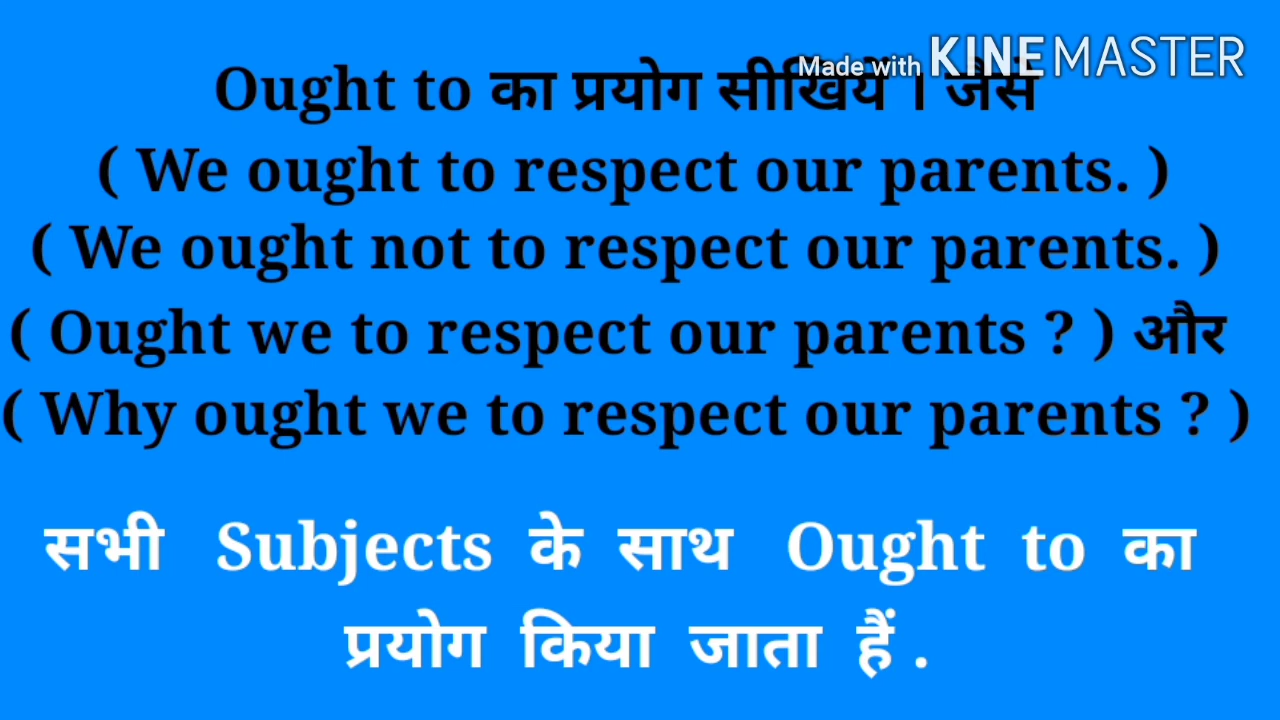 Made with KINEMASTER
Ought to का प्रयोग सीखिये । जैसे
( We ought to respect our parents. )
( We ought not to respect our parents. )
( Ought we to respect our parents ? ) और
( Why ought we to respect our parents ? )
सभी Subjects के साथ Ought to का
प्रयोग किया जाता हैं .